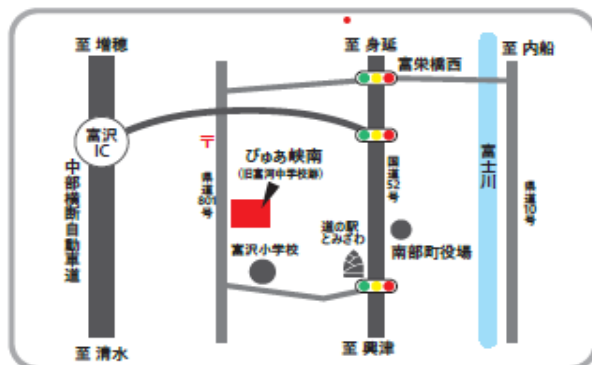 至 増穂
至 身延
至 内船
富栄橋西
富沢
IC
〒
ぴゅあ峡南
(旧富河中学校跡)
中部横断自動車道
県道801号
国道52号
富士川
県道10号
道の駅
とみざわ
富沢小学校
南部町役場
至 清水
至 興津